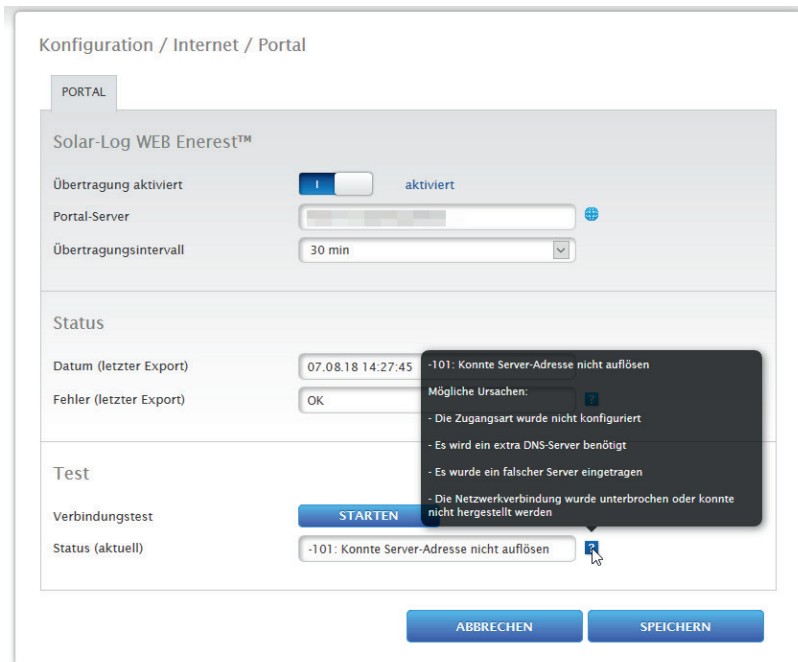 Konfiguration / Internet / Portal
PORTAL
Solar-Log WEB Enerest™
Übertragung aktiviert
I
aktiviert
Portal-Server
Übertragungsintervall
30 min
Status
Datum (letzter Export)
07.08.18 14:27:45
Fehler (letzter Export)
OK
?
-101: Konnte Server-Adresse nicht auflösen
Mögliche Ursachen:
- Die Zugangsart wurde nicht konfiguriert
- Es wird ein extra DNS-Server benötigt
- Es wurde ein falscher Server eingetragen
- Die Netzwerkverbindung wurde unterbrochen oder konnte
nicht hergestellt werden
Test
Verbindungstest
STARTEN
Status (aktuell)
-101: Konnte Server-Adresse nicht auflösen
?
ABBRECHEN
SPEICHERN